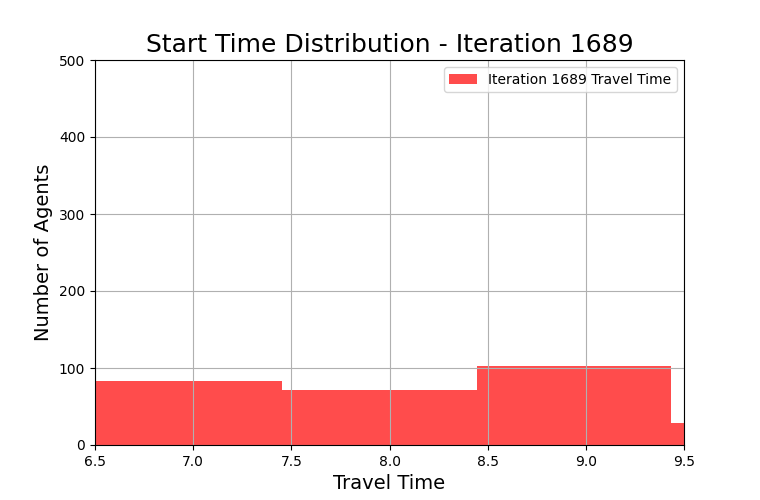 Start Time Distribution - Iteration 1689
Iteration 1689 Travel Time
Number of Agents
500
400
300
200
100
0
6.5 7.0 7.5 8.0 8.5 9.0 9.5
Travel Time